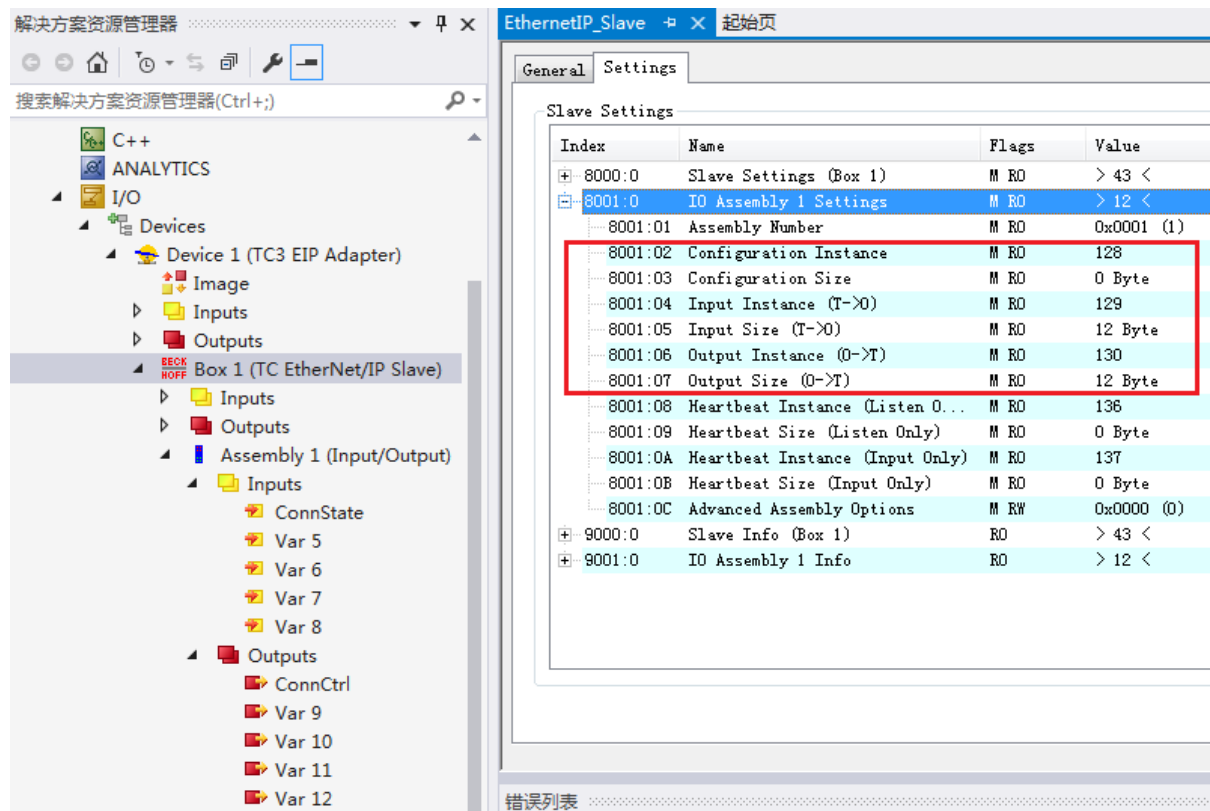 解决方案资源管理器
搜索解决方案资源管理器(Ctrl+;)
C++
ANALYTICS
I/O
Devices
Device 1 (TC3 EIP Adapter)
Image
Inputs
Outputs
BECK HOFF Box 1 (TC EtherNet/IP Slave)
Inputs
Outputs
Assembly 1 (Input/Output)
Inputs
ConnState
Var 5
Var 6
Var 7
Var 8
Outputs
ConnCtrl
Var 9
Var 10
Var 11
Var 12
EthernetIP_Slave 起始页
General Settings
Slave Settings
Index Name Flags Value
8000:0 Slave Settings (Box 1) M RO > 43 <
8001:0 IO Assembly 1 Settings M RO > 12 <
8001:01 Assembly Number M RO 0x0001 (1)
8001:02 Configuration Instance M RO 128
8001:03 Configuration Size M RO 0 Byte
8001:04 Input Instance (T->O) M RO 129
8001:05 Input Size (T->O) M RO 12 Byte
8001:06 Output Instance (O->T) M RO 130
8001:07 Output Size (O->T) M RO 12 Byte
8001:08 Heartbeat Instance (Listen O... M RO 136
8001:09 Heartbeat Size (Listen Only) M RO 0 Byte
8001:0A Heartbeat Instance (Input Only) M RO 137
8001:0B Heartbeat Size (Input Only) M RO 0 Byte
8001:0C Advanced Assembly Options M RW 0x0000 (0)
9000:0 Slave Info (Box 1) RO > 43 <
9001:0 IO Assembly 1 Info RO > 12 <
错误列表